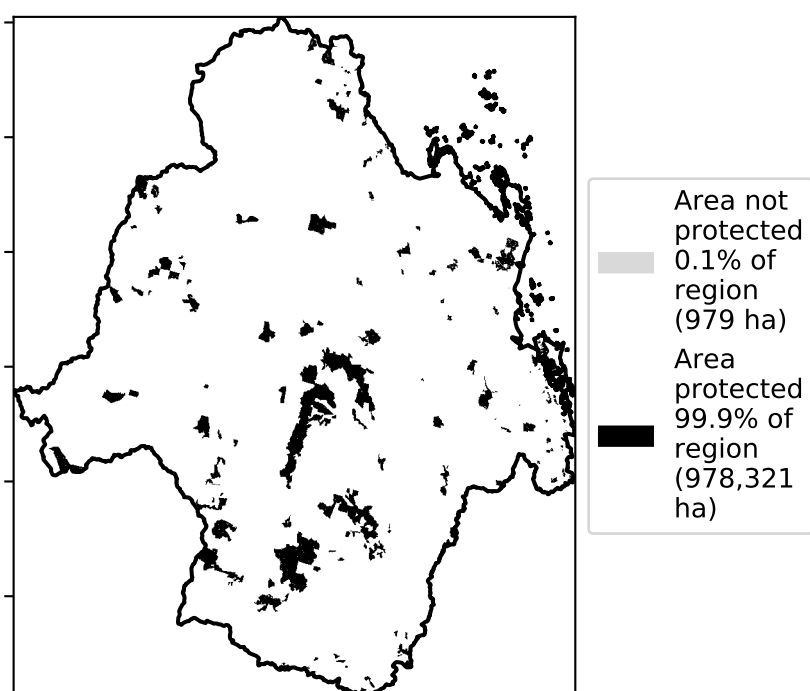 Area not
protected
0.1% of
region
(979 ha)
Area
protected
99.9% of
region
(978,321
ha)